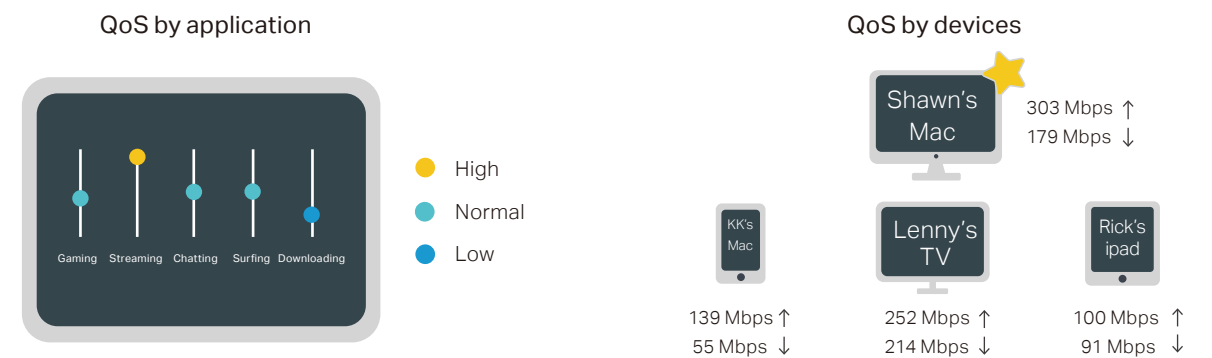 QoS by application
Gaming Streaming Chatting Surfing Downloading
High
Normal
Low
QoS by devices
Shawn's
Mac
303 Mbps ↑
179 Mbps ↓
KK's
Mac
139 Mbps ↑
55 Mbps ↓
Lenny's
TV
252 Mbps ↑
214 Mbps ↓
Rick's
ipad
100 Mbps ↑
91 Mbps ↓